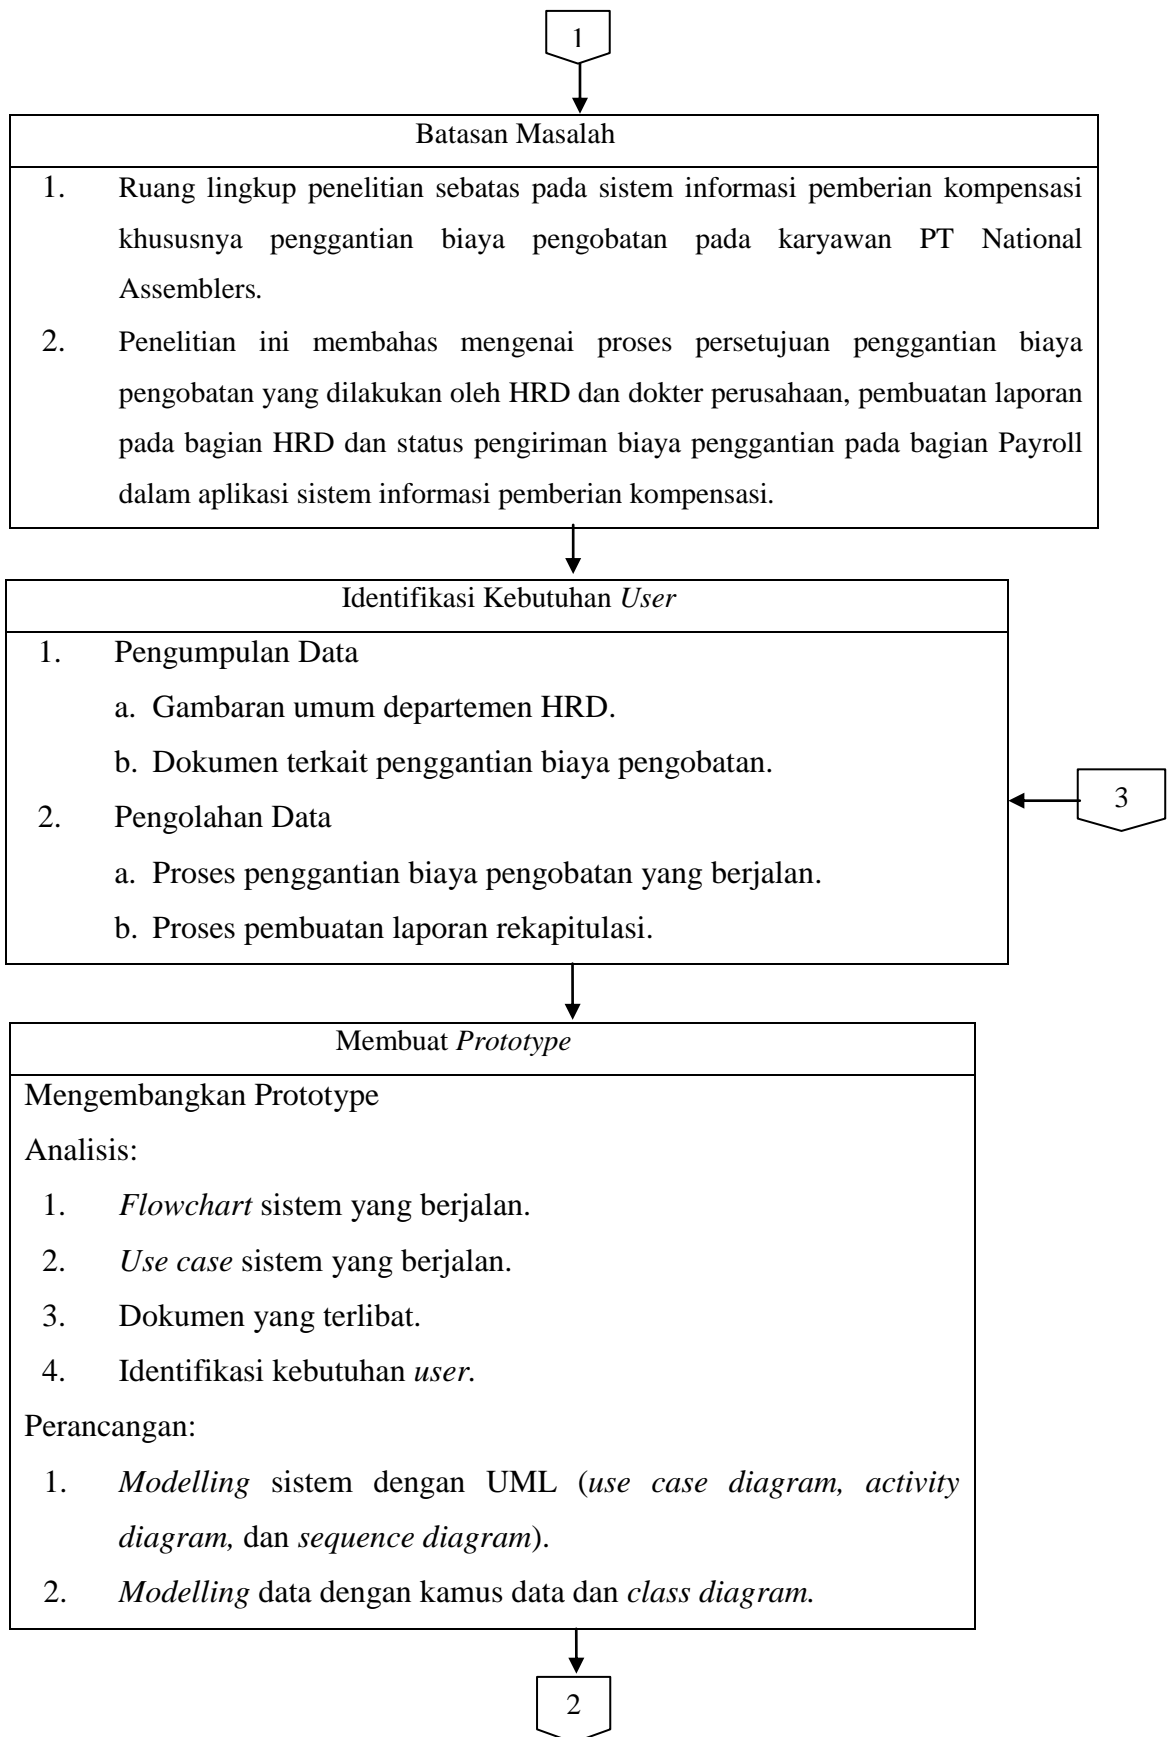 1
Batasan Masalah
1. Ruang lingkup penelitian sebatas pada sistem informasi pemberian kompensasi
khususnya penggantian biaya pengobatan pada karyawan PT National
Assemblers.
2. Penelitian ini membahas mengenai proses persetujuan penggantian biaya
pengobatan yang dilakukan oleh HRD dan dokter perusahaan, pembuatan laporan
pada bagian HRD dan status pengiriman biaya penggantian pada bagian Payroll
dalam aplikasi sistem informasi pemberian kompensasi.
Identifikasi Kebutuhan User
1. Pengumpulan Data
a. Gambaran umum departemen HRD.
b. Dokumen terkait penggantian biaya pengobatan.
2. Pengolahan Data
a. Proses penggantian biaya pengobatan yang berjalan.
b. Proses pembuatan laporan rekapitulasi.
3
Membuat Prototype
Mengembangkan Prototype
Analisis:
1. Flowchart sistem yang berjalan.
2. Use case sistem yang berjalan.
3. Dokumen yang terlibat.
4. Identifikasi kebutuhan user.
Perancangan:
1. Modelling sistem dengan UML (use case diagram, activity
diagram, dan sequence diagram).
2. Modelling data dengan kamus data dan class diagram.
2